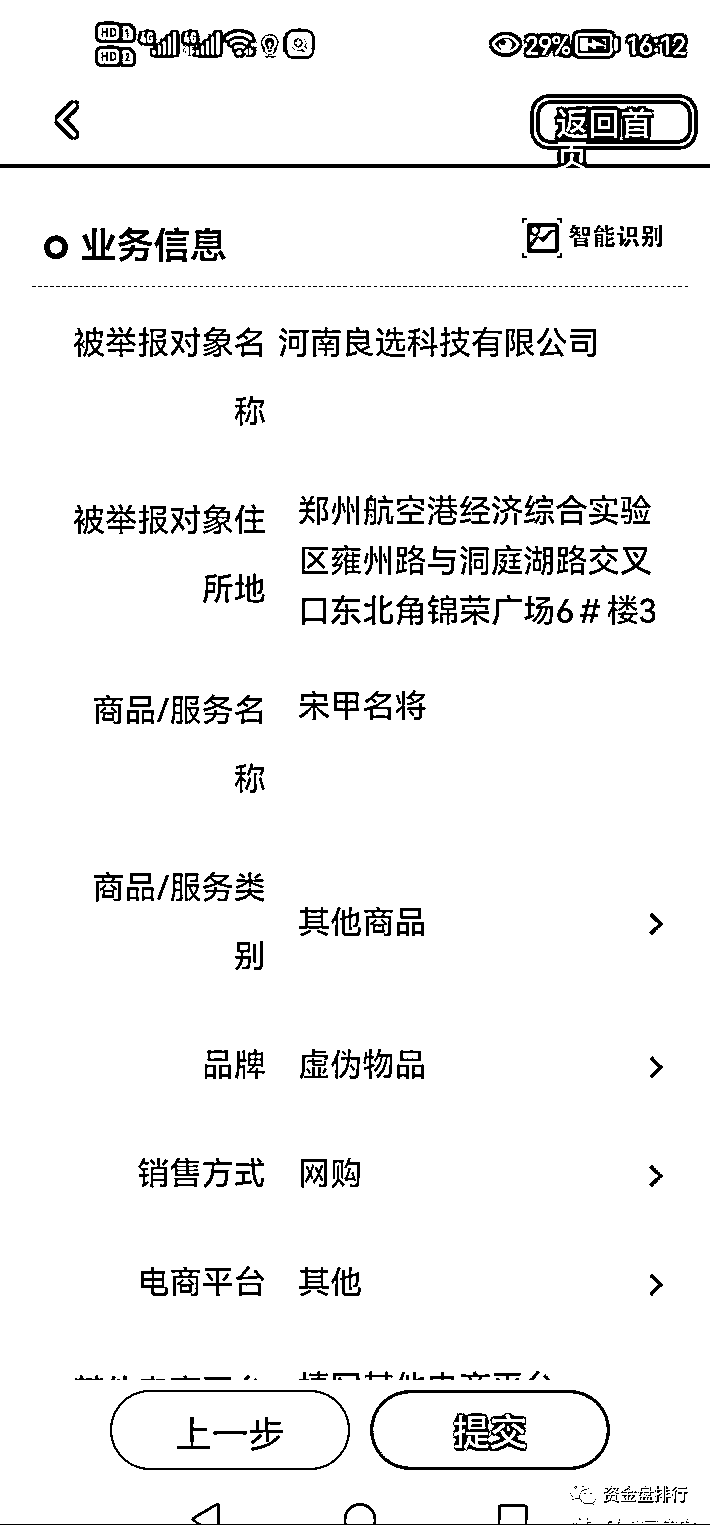 HD 1
HD 2
29%
16:12
返回首
页
业务信息
智能识别
被举报对象名
称
河南良选科技有限公司
被举报对象住
所地
郑州航空港经济综合实验
区雍州路与洞庭湖路交叉
口东北角锦荣广场6#楼3
商品/服务名
称
宋甲名将
商品/服务类
别
其他商品
品牌
虚伪物品
销售方式
网购
电商平台
其他
上一步
提交
资金盘排行